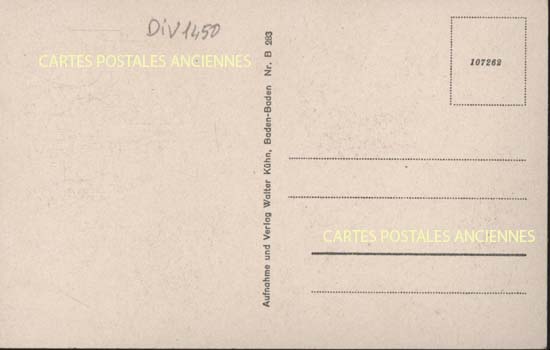 DiV1450
CARTES POSTALES ANCIENNES
Aufnahme und Verlag Walter Kühn, Baden-Baden Nr. B 283
107262
CARTES POSTALES ANCIENNES